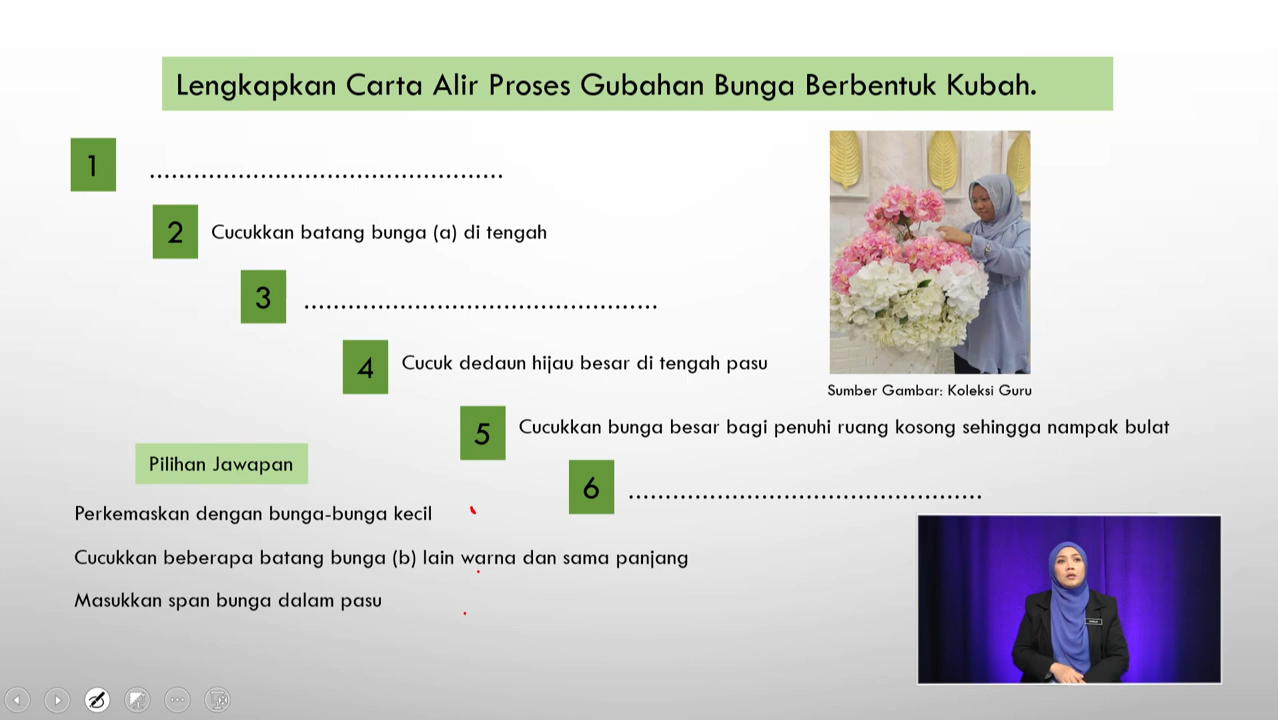 Lengkapkan Carta Alir Proses Gubahan Bunga Berbentuk Kubah.
1 ................................................
2 Cucukkan batang bunga (a) di tengah
3 ................................................
4 Cucuk dedaun hijau besar di tengah pasu
Sumber Gambar: Koleksi Guru
5 Cucukkan bunga besar bagi penuhi ruang kosong sehingga nampak bulat
6 ................................................
Pilihan Jawapan
Perkemaskan dengan bunga-bunga kecil
Cucukkan beberapa batang bunga (b) lain warna dan sama panjang
Masukkan span bunga dalam pasu